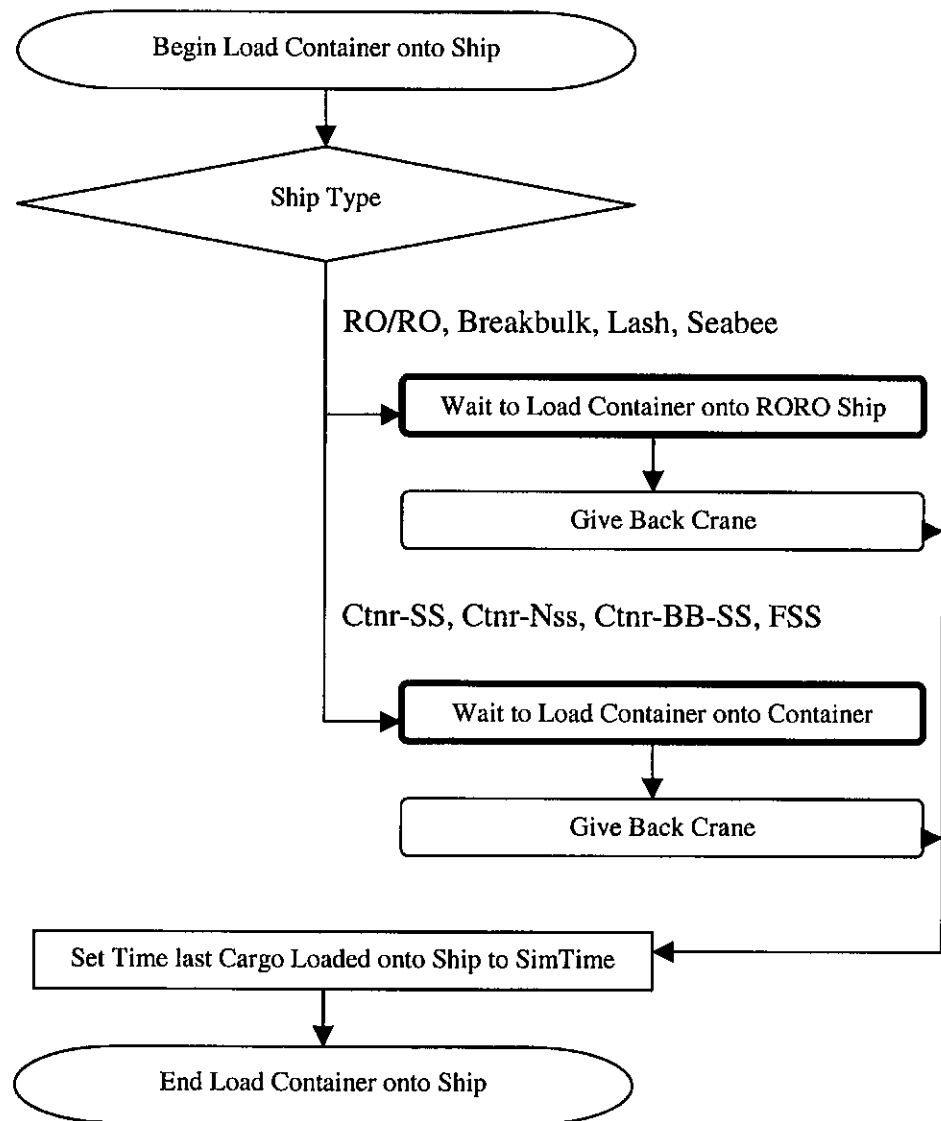 Begin Load Container onto Ship
Ship Type
RO/RO, Breakbulk, Lash, Seabee
Wait to Load Container onto RORO Ship
Give Back Crane
Ctnr-SS, Ctnr-Nss, Ctnr-BB-SS, FSS
Wait to Load Container onto Container
Give Back Crane
Set Time last Cargo Loaded onto Ship to SimTime
End Load Container onto Ship